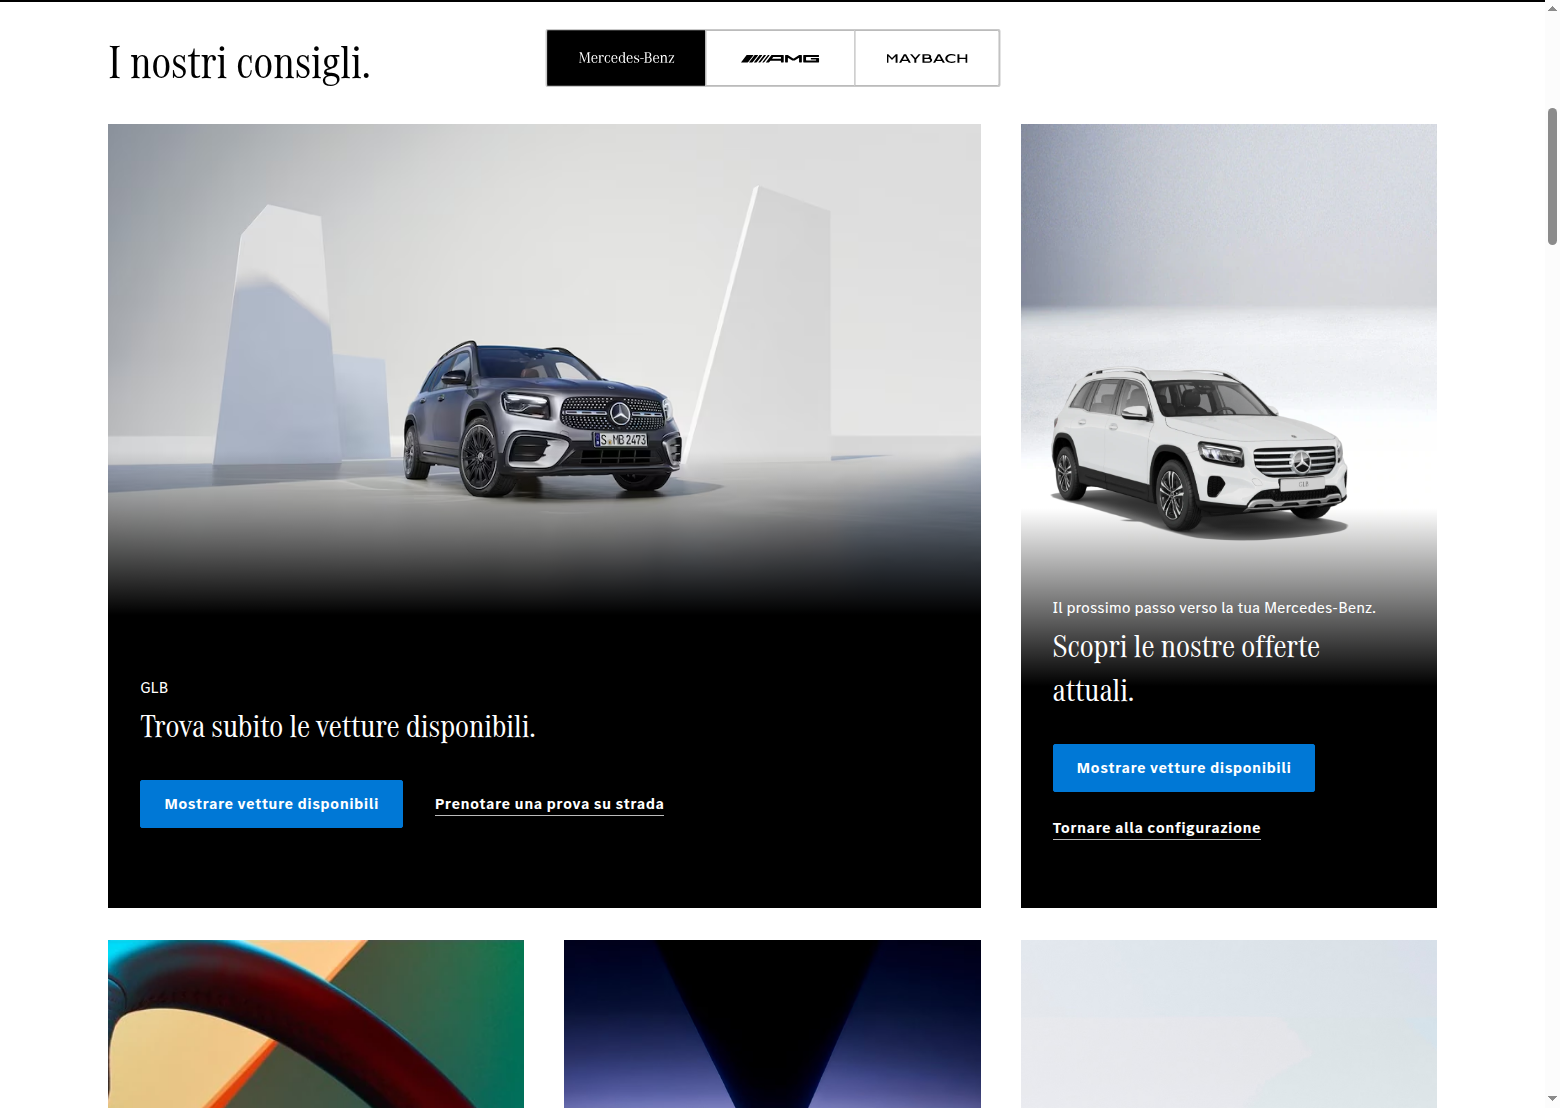 I nostri consigli.
Mercedes-Benz
AMG
MAYBACH
S MB 2473
GLB
GLB
Trova subito le vetture disponibili.
Mostrare vetture disponibili
Prenotare una prova su strada
Il prossimo passo verso la tua Mercedes-Benz.
Scopri le nostre offerte
attuali.
Mostrare vetture disponibili
Tornare alla configurazione